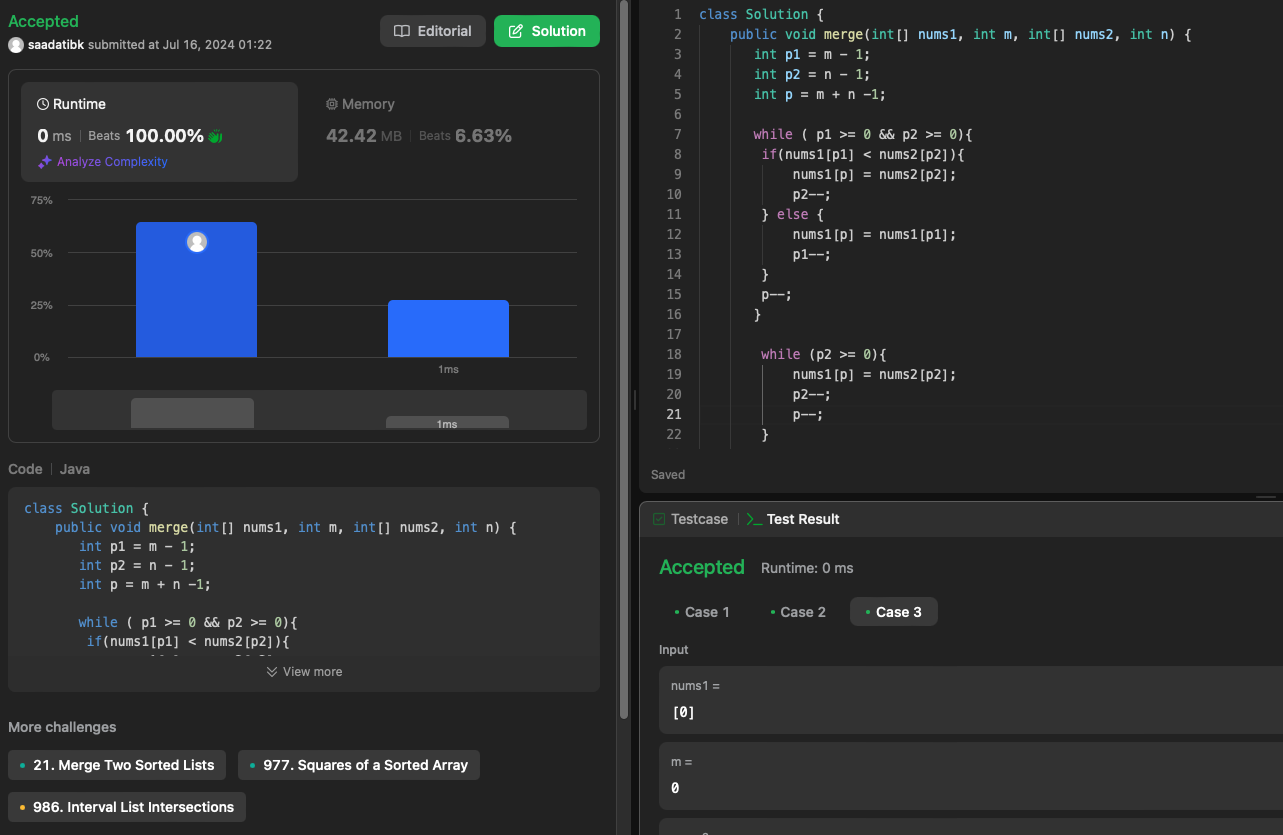 Accepted
saadatibk submitted at Jul 16, 2024 01:22
Editorial
Solution
Runtime
0 ms | Beats 100.00%
Analyze Complexity
Memory
42.42 MB | Beats 6.63%
75%
50%
25%
0%
1ms
1ms
Code | Java
class Solution {
    public void merge(int[] nums1, int m, int[] nums2, int n) {
       int p1 = m - 1;
       int p2 = n - 1;
       int p = m + n -1;
       while ( p1 >= 0 && p2 >= 0){
        if(nums1[p1] < nums2[p2]){
View more
More challenges
21. Merge Two Sorted Lists
977. Squares of a Sorted Array
986. Interval List Intersections
1 class Solution {
2     public void merge(int[] nums1, int m, int[] nums2, int n) {
3        int p1 = m - 1;
4        int p2 = n - 1;
5        int p = m + n -1;
6
7        while ( p1 >= 0 && p2 >= 0){
8         if(nums1[p1] < nums2[p2]){
9             nums1[p] = nums2[p2];
10             p2--;
11         } else {
12             nums1[p] = nums1[p1];
13             p1--;
14         }
15         p--;
16        }
17
18         while (p2 >= 0){
19             nums1[p] = nums2[p2];
20             p2--;
21             p--;
22         }
Saved
Testcase | >_ Test Result
Accepted Runtime: 0 ms
Case 1
Case 2
Case 3
Input
nums1 =
[0]
m =
0